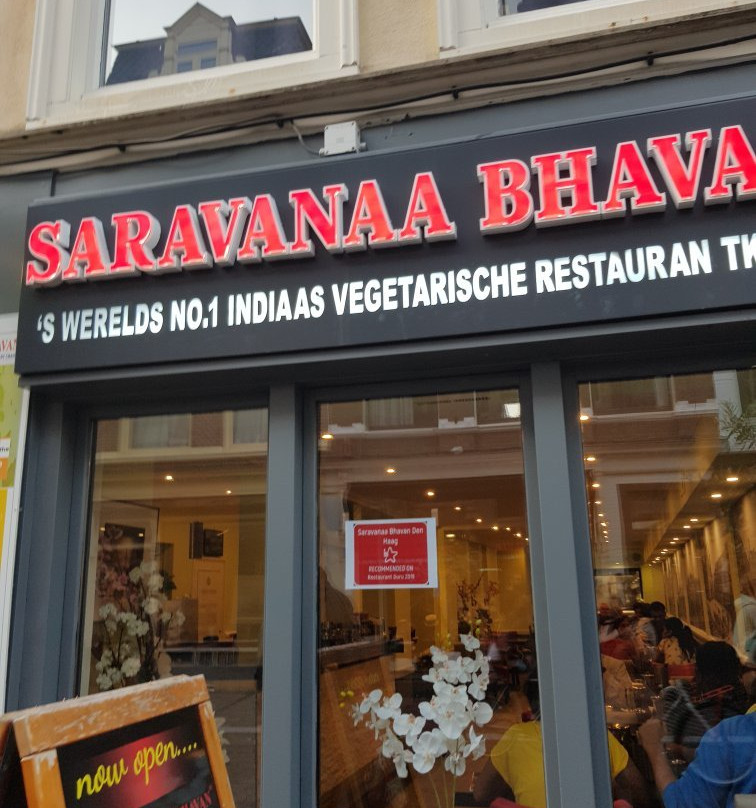 SARAVANAA BHAVA
'S WERELDS NO.1 INDIAAS VEGETARISCHE RESTAURAN TK
Saravanaa Bhavan Den
Haag
RECOMMENDED ON
Restaurant Guru 2019
now open....